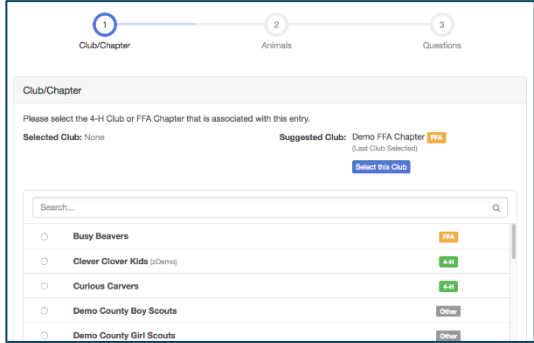 1 2 3
Club/Chapter Animals Questions
Club/Chapter
Please select the 4-H Club or FFA Chapter that is associated with this entry.
Selected Club: None Suggested Club: Demo FFA Chapter FFA
(Last Club Selected)
Select this Club
Search...
Busy Beavers FFA
Clever Clover Kids (zDemo) 4-H
Curious Carvers 4-H
Demo County Boy Scouts Other
Demo County Girl Scouts Other